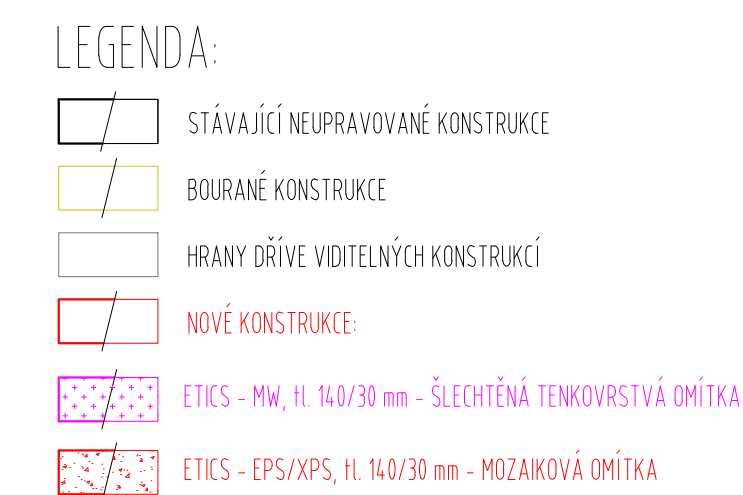 LEGENDA:
STÁVAJÍCÍ NEUPRAVOVANÉ KONSTRUKCE
BOURANÉ KONSTRUKCE
HRANY DŘÍVE VIDITELNÝCH KONSTRUKCÍ
NOVÉ KONSTRUKCE:
ETICS - MW, tl. 140/30 mm - ŠLECHTĚNÁ TENKOVRSTVÁ OMÍTKA
ETICS - EPS/XPS, tl. 140/30 mm - MOZAIKOVÁ OMÍTKA